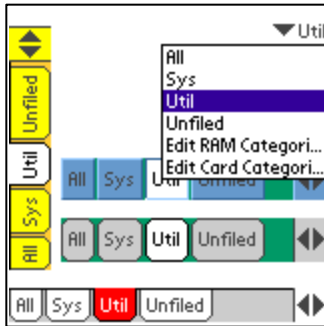 Util
All
Sys
Util
Unfiled
Edit RAM Categori...
Edit Card Categori...
Unfiled
Util
Sys
All
All Sys Util Unfiled
All Sys Util Unfiled
All Sys Util Unfiled